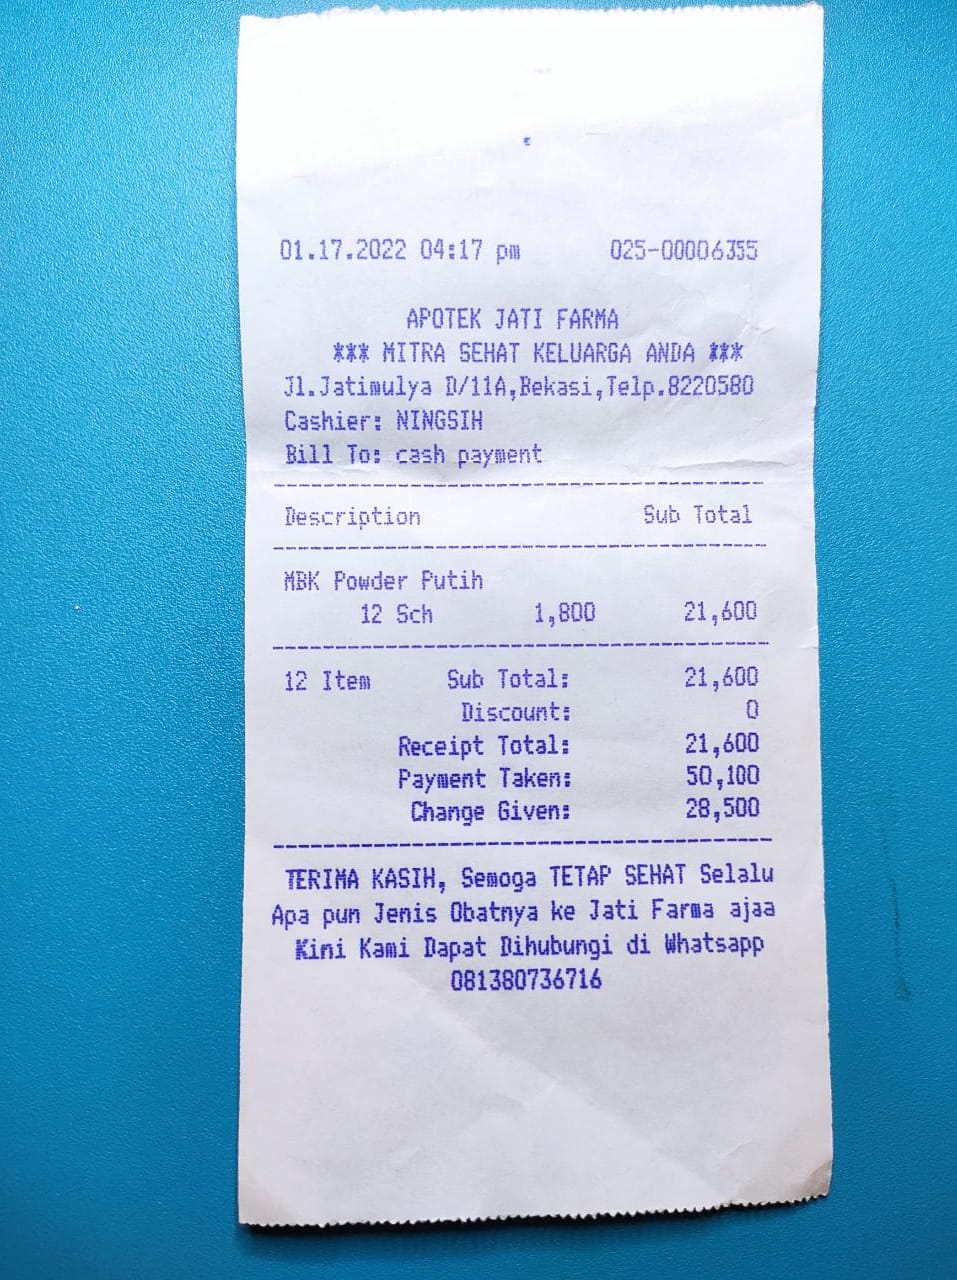 01.17.2022 04:17 pm 025-00006355
APOTEK JATI FARMA
*** MITRA SEHAT KELUARGA ANDA ***
Jl.Jatimulya D/11A,Bekasi,Telp.8220580
Cashier: NINGSIH
Bill To: cash payment
Description Sub Total
MBK Powder Putih
12 Sch 1,800 21,600
12 Item Sub Total: 21,600
Discount: 0
Receipt Total: 21,600
Payment Taken: 50,100
Change Given: 28,500
TERIMA KASIH, Semoga TETAP SEHAT Selalu
Apa pun Jenis Obatnya ke Jati Farma ajaa
Kini Kami Dapat Dihubungi di Whatsapp
081380736716